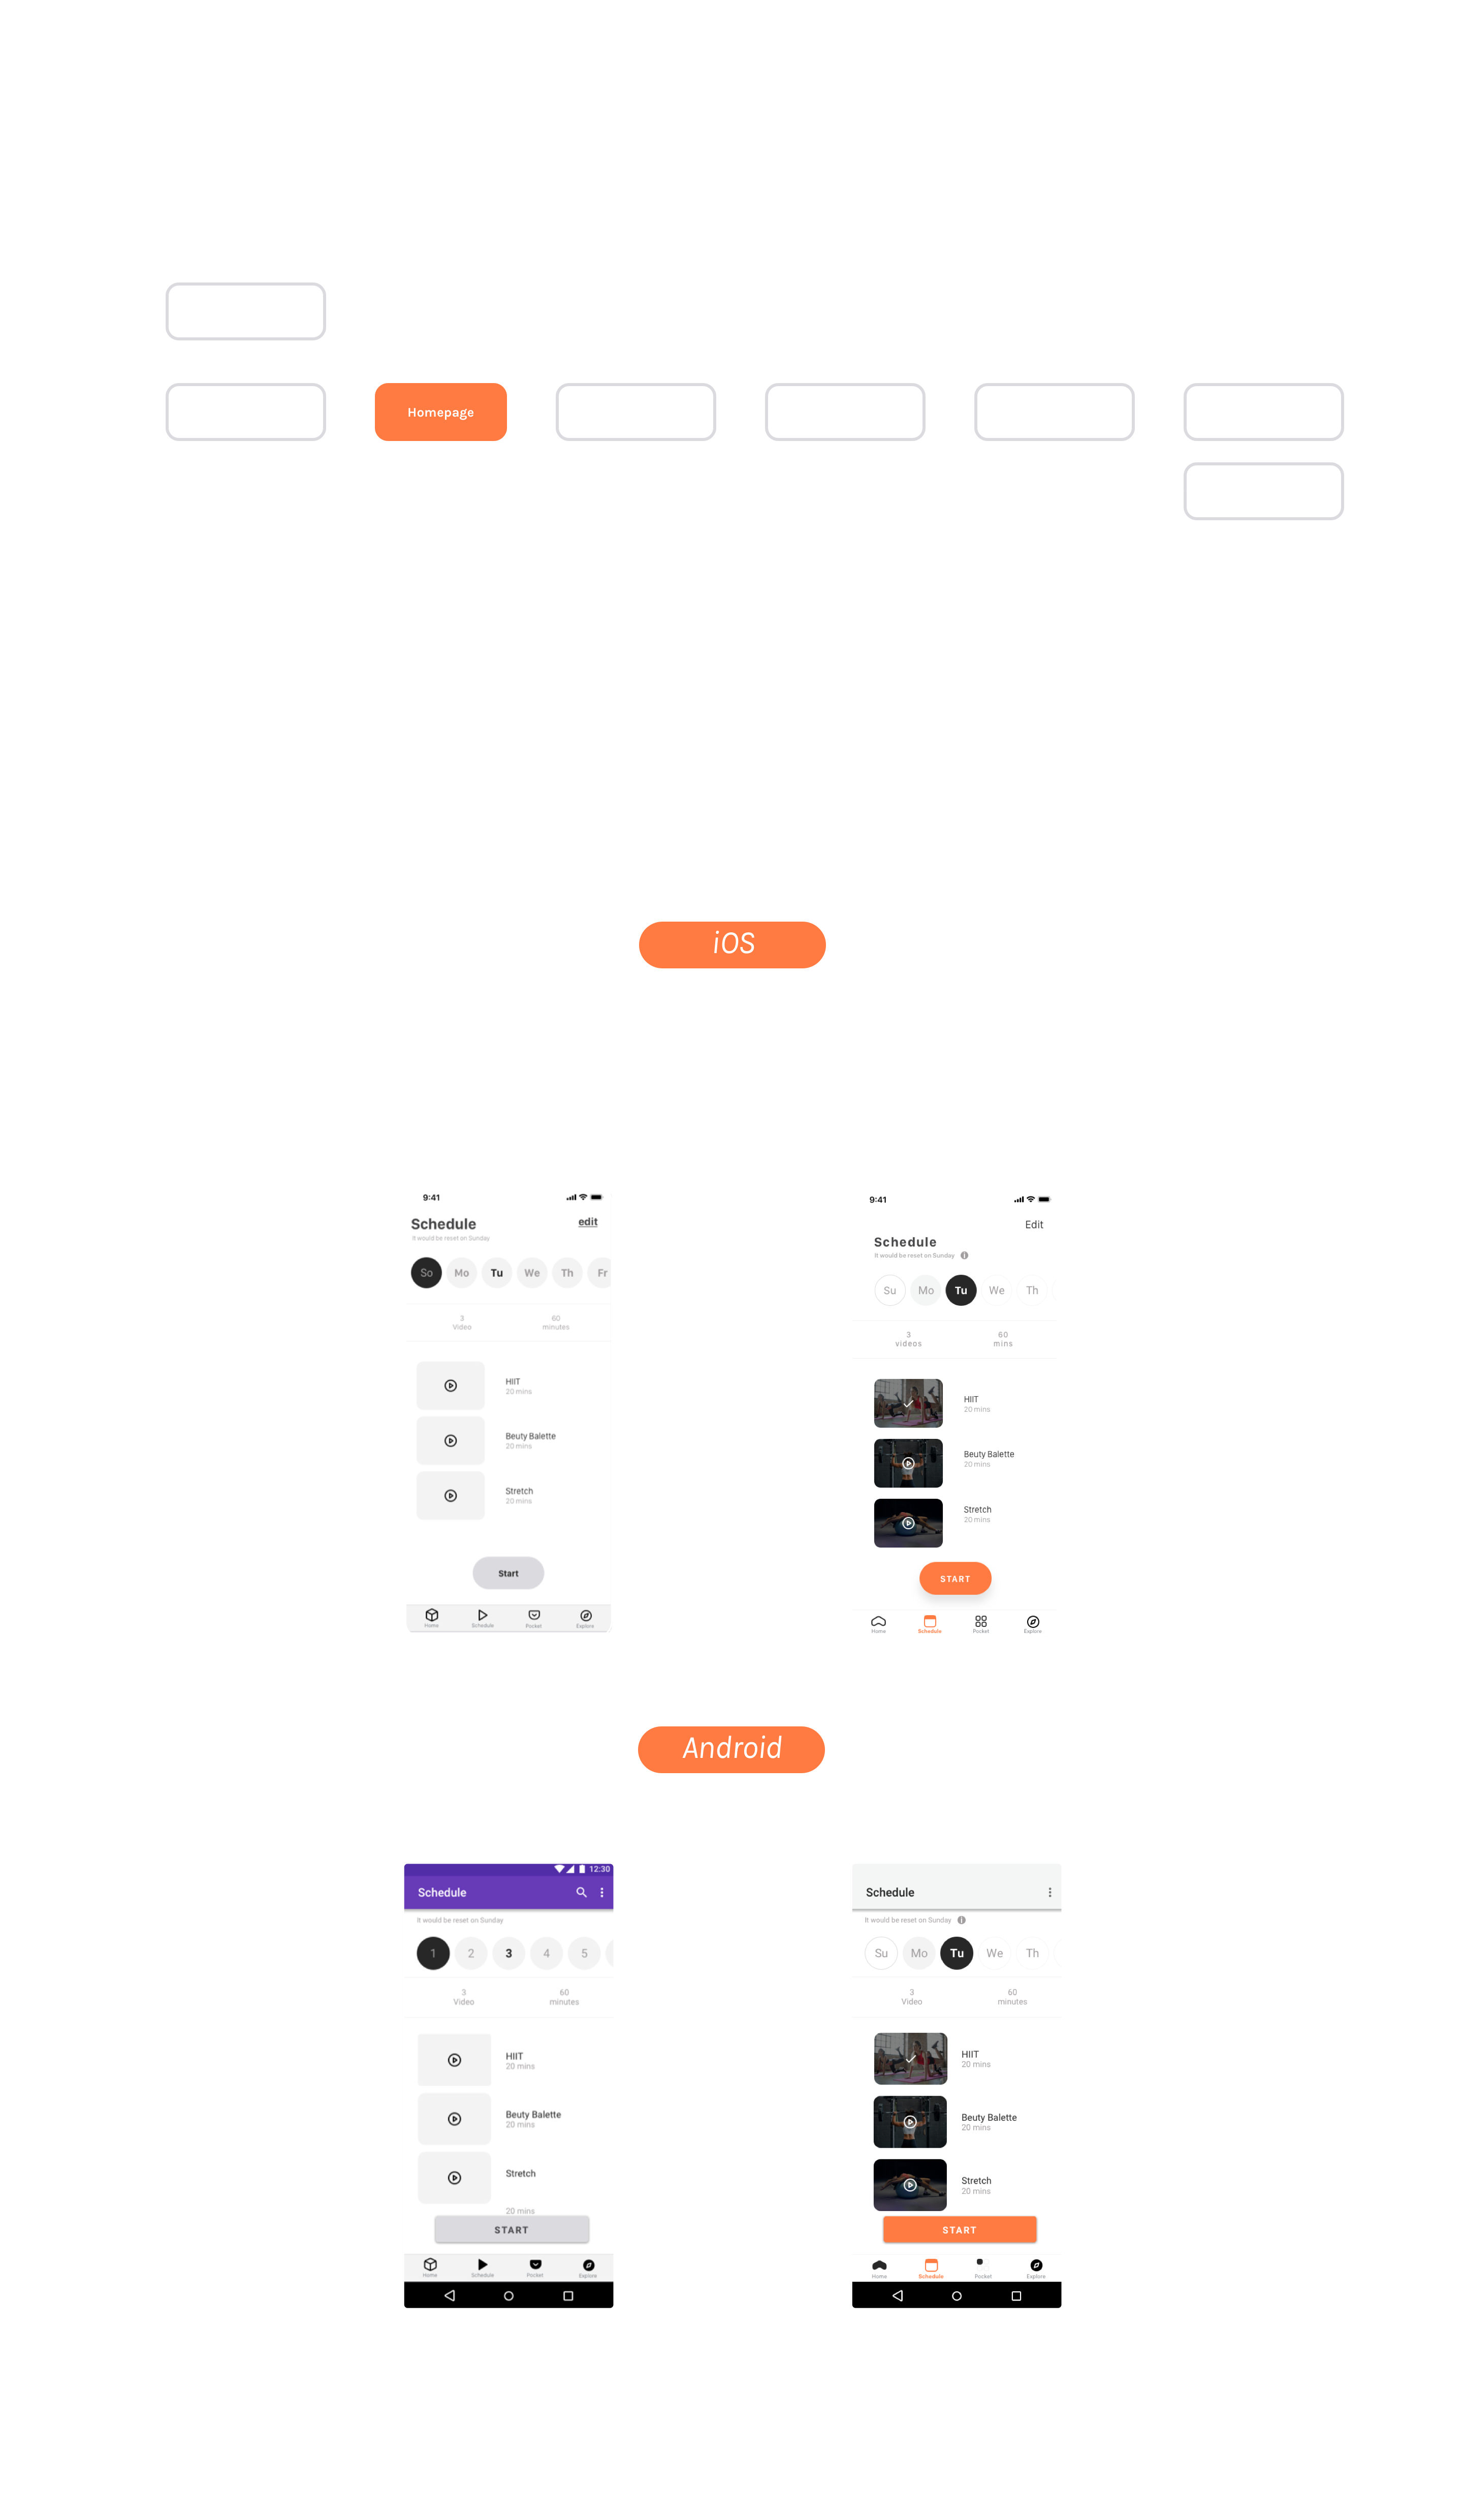 Homepage
iOS
9:41
Schedule
edit
It would be reset on Sunday
So Mo Tu We Th Fr
3 60
Video minutes
HIIT
20 mins
Beuty Balette
20 mins
Stretch
20 mins
Start
Home Schedule Pocket Explore
9:41
Edit
Schedule
It would be reset on Sunday
Su Mo Tu We Th
3 60
videos mins
HIIT
20 mins
Beuty Balette
20 mins
Stretch
20 mins
START
Home Schedule Pocket Explore
Android
12:30
Schedule
It would be reset on Sunday
1 2 3 4 5
3 60
Video minutes
HIIT
20 mins
Beuty Balette
20 mins
Stretch
20 mins
START
Home Schedule Pocket Explore
Schedule
It would be reset on Sunday
Su Mo Tu We Th
3 60
Video minutes
HIIT
20 mins
Beuty Balette
20 mins
Stretch
20 mins
START
Home Schedule Pocket Explore